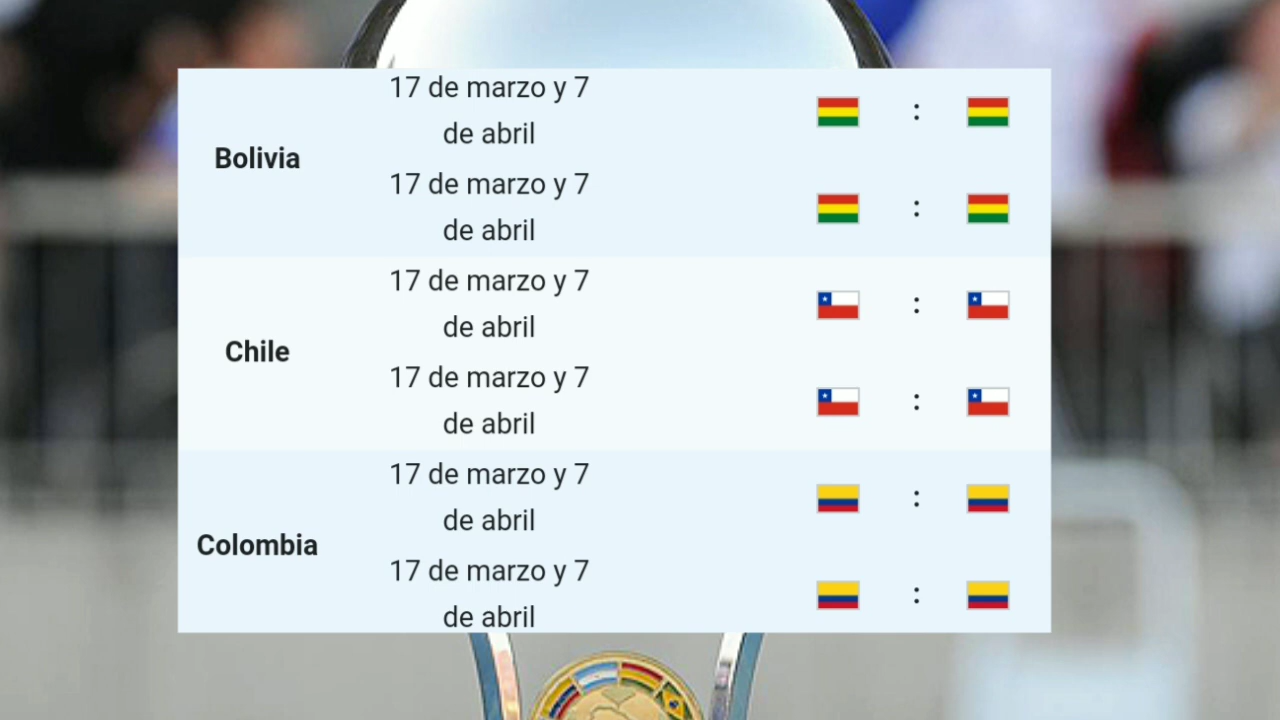 Bolivia
17 de marzo y 7
de abril
:
17 de marzo y 7
de abril
:
Chile
17 de marzo y 7
de abril
:
17 de marzo y 7
de abril
:
Colombia
17 de marzo y 7
de abril
:
17 de marzo y 7
de abril
: